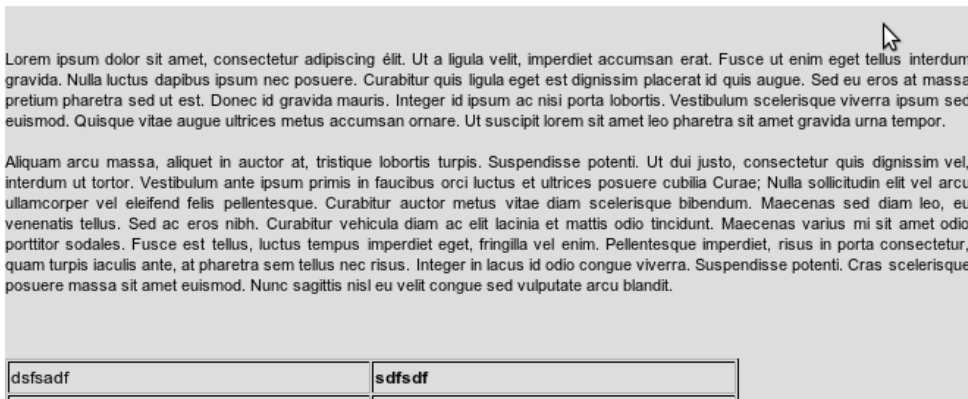 Lorem ipsum dolor sit amet, consectetur adipiscing élit. Ut a ligula velit, imperdiet accumsan erat. Fusce ut enim eget tellus interdum
gravida. Nulla luctus dapibus ipsum nec posuere. Curabitur quis ligula eget est dignissim placerat id quis augue. Sed eu eros at massa
pretium pharetra sed ut est. Donec id gravida mauris. Integer id ipsum ac nisi porta lobortis. Vestibulum scelerisque viverra ipsum sed
euismod. Quisque vitae augue ultrices metus accumsan ornare. Ut suscipit lorem sit amet leo pharetra sit amet gravida urna tempor.
Aliquam arcu massa, aliquet in auctor at, tristique lobortis turpis. Suspendisse potenti. Ut dui justo, consectetur quis dignissim vel,
interdum ut tortor. Vestibulum ante ipsum primis in faucibus orci luctus et ultrices posuere cubilia Curae; Nulla sollicitudin elit vel arcu
ullamcorper vel eleifend felis pellentesque. Curabitur auctor metus vitae diam scelerisque bibendum. Maecenas sed diam leo, eu
venenatis tellus. Sed ac eros nibh. Curabitur vehicula diam ac elit lacinia et mattis odio tincidunt. Maecenas varius mi sit amet odio
porttitor sodales. Fusce est tellus, luctus tempus imperdiet eget, fringilla vel enim. Pellentesque imperdiet, risus in porta consectetur,
quam turpis iaculis ante, at pharetra sem tellus nec risus. Integer in lacus id odio congue viverra. Suspendisse potenti. Cras scelerisque
posuere massa sit amet euismod. Nunc sagittis nisl eu velit congue sed vulputate arcu blandit.
dsfsadf sdfsdf